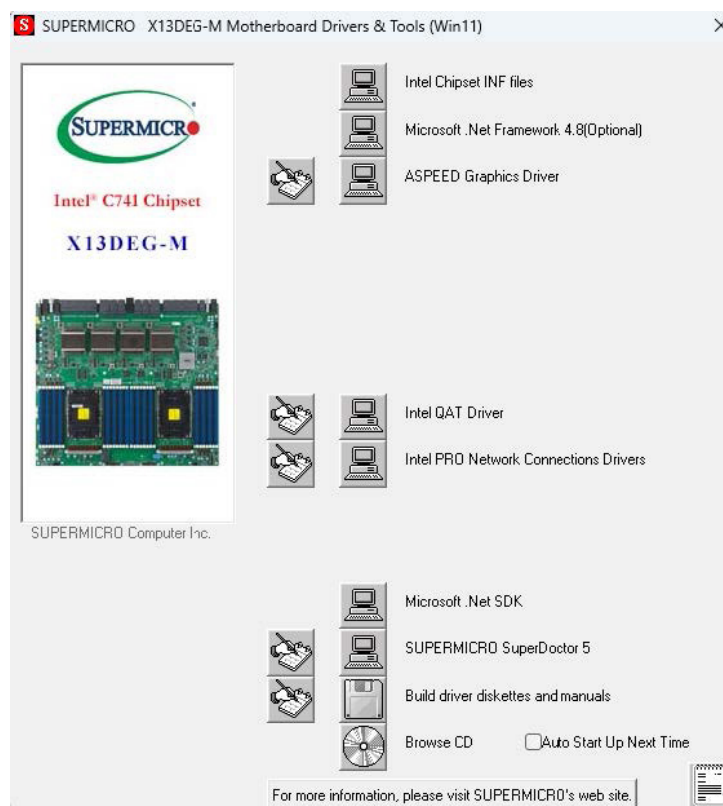 S SUPERMICRO X13DEG-M Motherboard Drivers & Tools (Win11)
SUPERMICRO
Intel® C741 Chipset
X13DEG-M
SUPERMICRO Computer Inc.
Intel Chipset INF files
Microsoft .Net Framework 4.8(Optional)
ASPEED Graphics Driver
Intel QAT Driver
Intel PRO Network Connections Drivers
Microsoft .Net SDK
SUPERMICRO SuperDoctor 5
Build driver diskettes and manuals
Browse CD
Auto Start Up Next Time
For more information, please visit SUPERMICRO's web site.